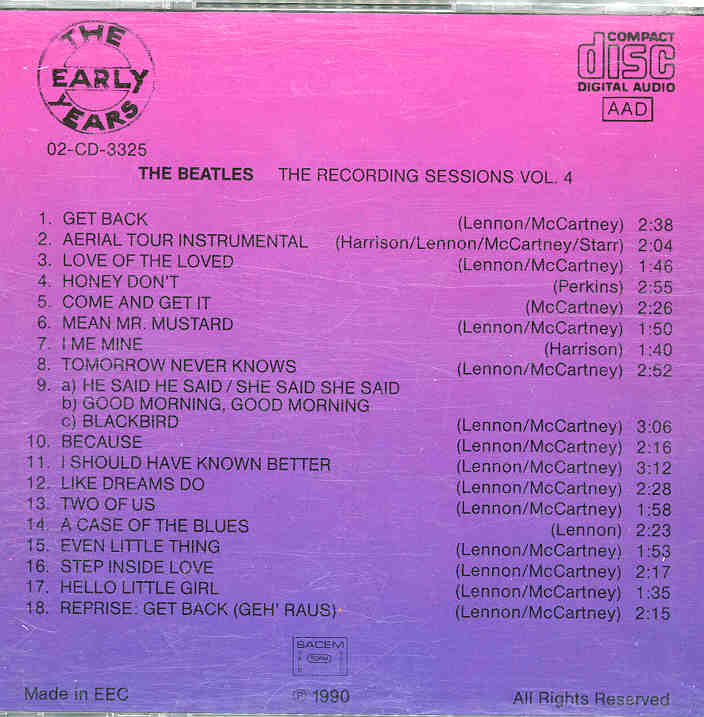 THE
EARLY
YEARS
COMPACT
disc
DIGITAL AUDIO
AAD
02-CD-3325
THE BEATLES THE RECORDING SESSIONS VOL. 4
1. GET BACK (Lennon/McCartney) 2:38
2. AERIAL TOUR INSTRUMENTAL (Harrison/Lennon/McCartney/Starr) 2:04
3. LOVE OF THE LOVED (Lennon/McCartney) 1:46
4. HONEY DON'T (Perkins) 2:55
5. COME AND GET IT (McCartney) 2:26
6. MEAN MR. MUSTARD (Lennon/McCartney) 1:50
7. I ME MINE (Harrison) 1:40
8. TOMORROW NEVER KNOWS (Lennon/McCartney) 2:52
9. a) HE SAID HE SAID / SHE SAID SHE SAID
b) GOOD MORNING, GOOD MORNING
c) BLACKBIRD (Lennon/McCartney) 3:06
10. BECAUSE (Lennon/McCartney) 2:16
11. I SHOULD HAVE KNOWN BETTER (Lennon/McCartney) 3:12
12. LIKE DREAMS DO (Lennon/McCartney) 2:28
13. TWO OF US (Lennon/McCartney) 1:58
14. A CASE OF THE BLUES (Lennon) 2:23
15. EVEN LITTLE THING (Lennon/McCartney) 1:53
16. STEP INSIDE LOVE (Lennon/McCartney) 2:17
17. HELLO LITTLE GIRL (Lennon/McCartney) 1:35
18. REPRISE: GET BACK (GEH' RAUS) (Lennon/McCartney) 2:15
SACEM
Made in EEC ℗ 1990 All Rights Reserved